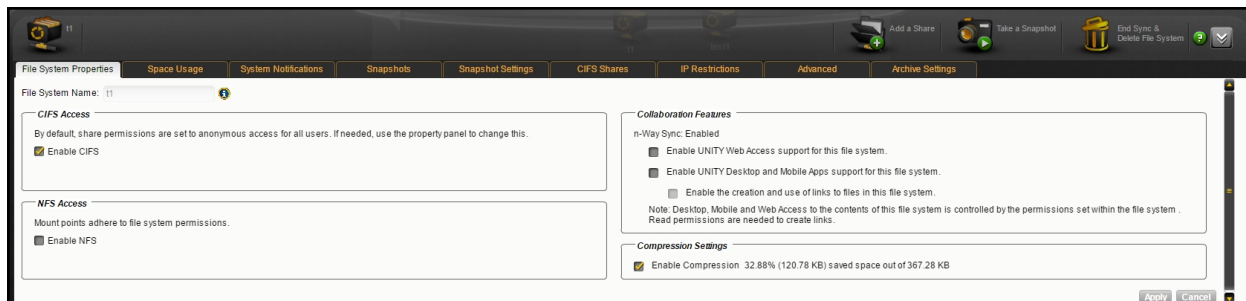 t1
t1
test1
Add a Share
Take a Snapshot
End Sync &
Delete File System
File System Properties
Space Usage
System Notifications
Snapshots
Snapshot Settings
CIFS Shares
IP Restrictions
Advanced
Archive Settings
File System Name: t1
CIFS Access
By default, share permissions are set to anonymous access for all users. If needed, use the property panel to change this.
Enable CIFS
NFS Access
Mount points adhere to file system permissions.
Enable NFS
Collaboration Features
n-Way Sync: Enabled
Enable UNITY Web Access support for this file system.
Enable UNITY Desktop and Mobile Apps support for this file system.
Enable the creation and use of links to files in this file system.
Note: Desktop, Mobile and Web Access to the contents of this file system is controlled by the permissions set within the file system .
Read permissions are needed to create links.
Compression Settings
Enable Compression 32.88% (120.78 KB) saved space out of 367.28 KB
Apply
Cancel